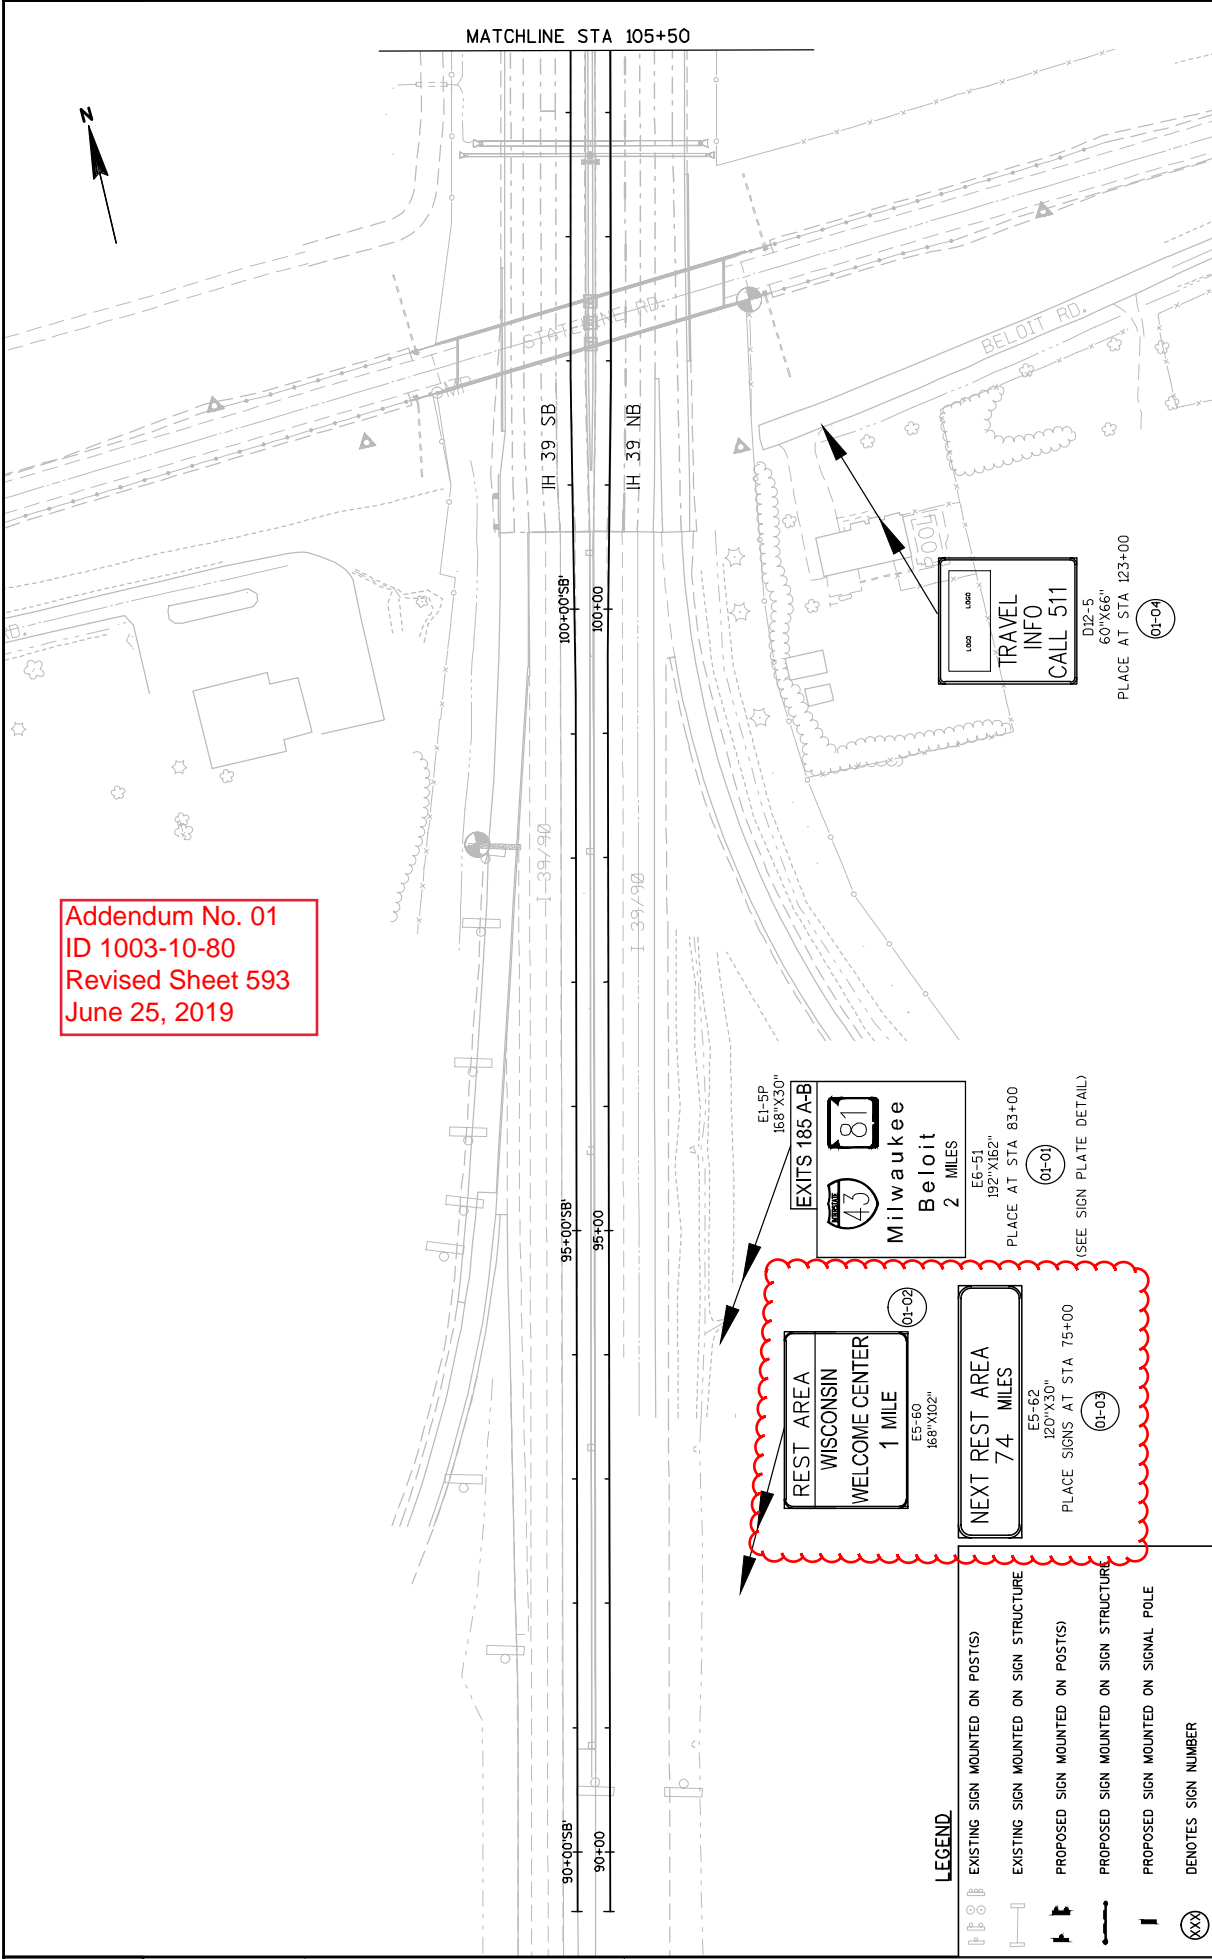 MATCHLINE STA 105+50
N
STATELINE RD.
BELOIT RD.
CMP
RD.
IH 39 SB
IH 39 NB
POOL
100+00'SB'
100+00
LOGO LOGO
TRAVEL
INFO
CALL 511
D12-5
60"X66"
PLACE AT STA 123+00
01-04
I-39/90
I 39/90
Addendum No. 01
ID 1003-10-80
Revised Sheet 593
June 25, 2019
95+00'SB'
95+00
E1-5P
168"X30"
EXITS 185 A-B
INTERSTATE
43
81
Milwaukee
Beloit
2 MILES
E6-51
192"X162"
PLACE AT STA 83+00
01-01
(SEE SIGN PLATE DETAIL)
REST AREA
WISCONSIN
WELCOME CENTER
1 MILE
E5-60
168"X102"
01-02
NEXT REST AREA
74 MILES
E5-62
120"X30"
PLACE SIGNS AT STA 75+00
01-03
90+00'SB'
90+00
LEGEND
EXISTING SIGN MOUNTED ON POST(S)
EXISTING SIGN MOUNTED ON SIGN STRUCTURE
PROPOSED SIGN MOUNTED ON POST(S)
PROPOSED SIGN MOUNTED ON SIGN STRUCTURE
PROPOSED SIGN MOUNTED ON SIGNAL POLE
XXX DENOTES SIGN NUMBER